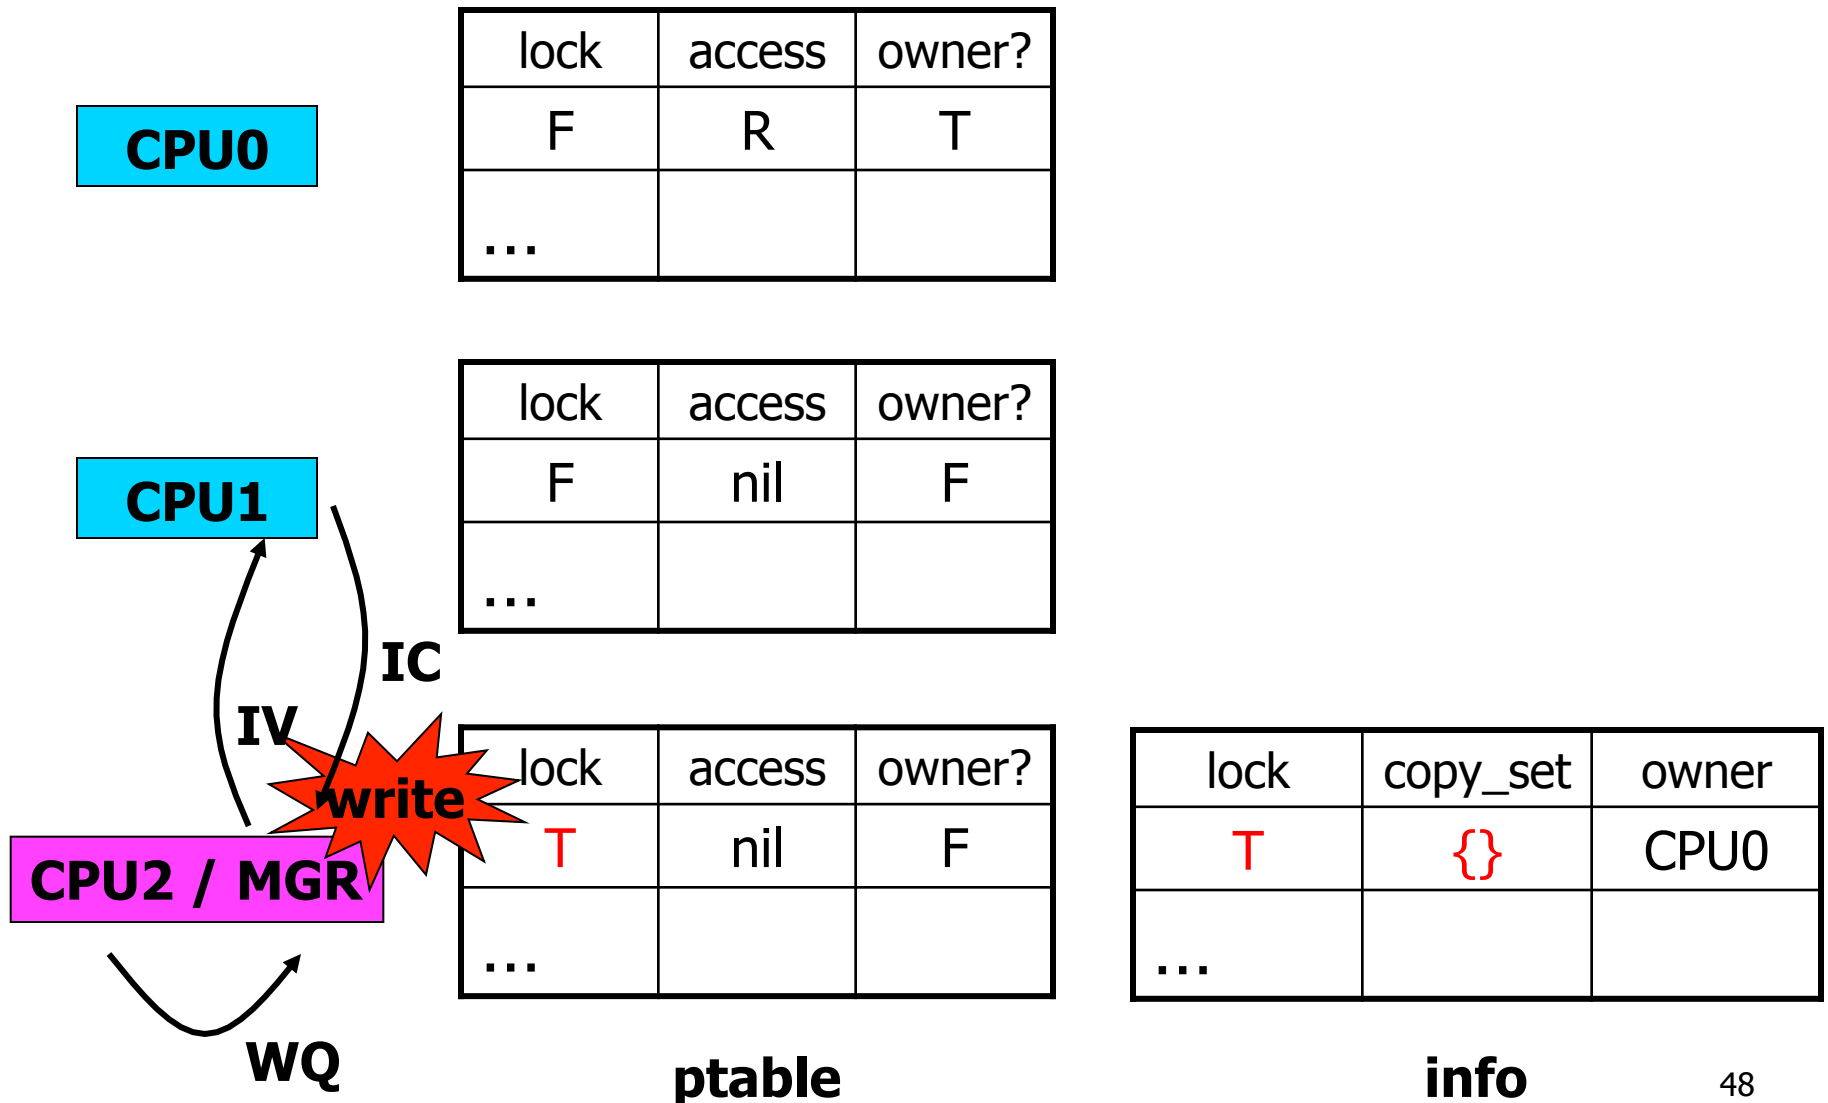 lock access owner?
CPU0
F R T
...
lock access owner?
CPU1
F nil F
...
IC
IV
write
lock access owner?
lock copy_set owner
CPU2 / MGR
T nil F
T {} CPU0
...
...
WQ
ptable
info
48